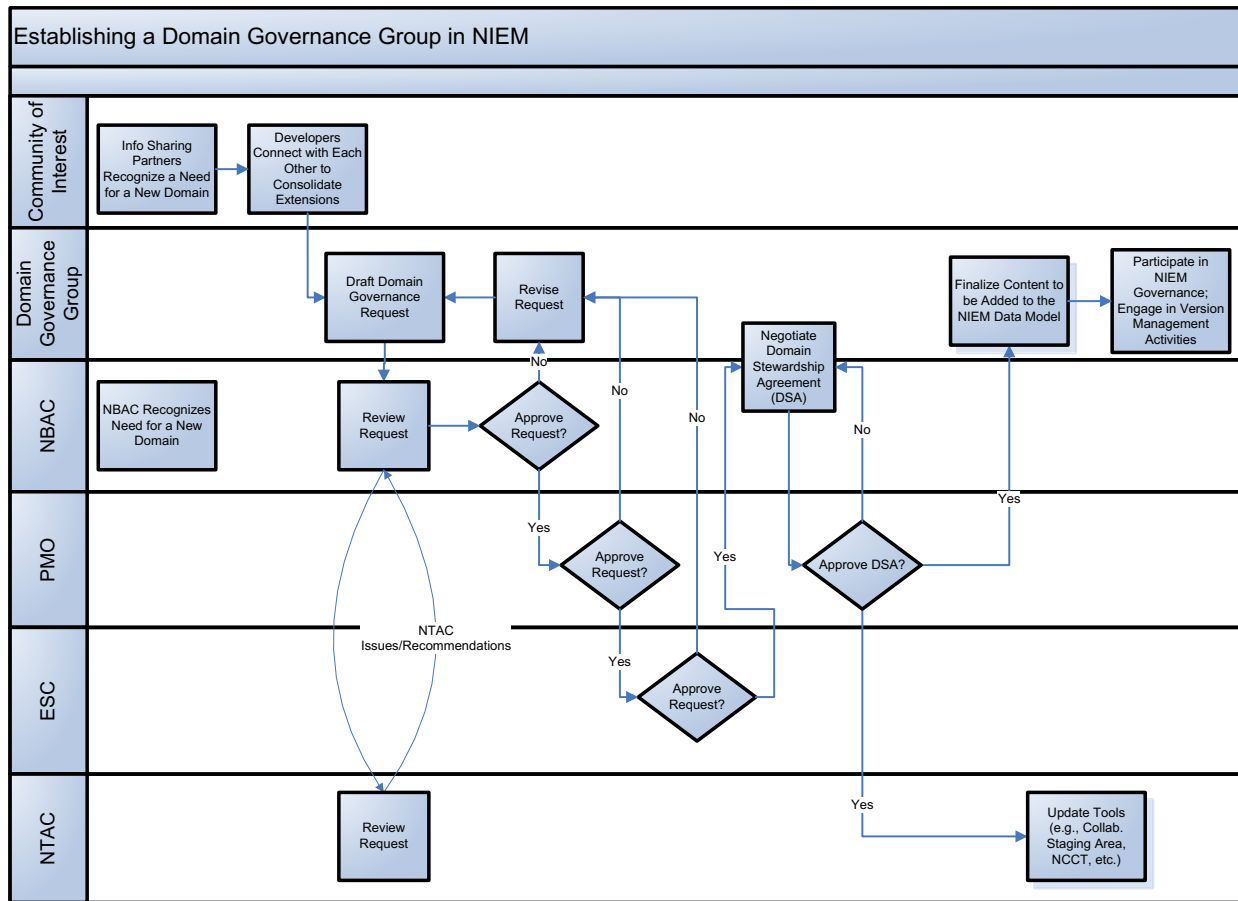 Establishing a Domain Governance Group in NIEM
Community of
Interest
Info Sharing
Partners
Recognize a Need
for a New Domain
Developers
Connect with Each
Other to
Consolidate
Extensions
Domain
Governance
Group
Draft Domain
Governance
Request
Revise
Request
Negotiate
Domain
Stewardship
Agreement
(DSA)
Finalize Content to
be Added to the
NIEM Data Model
Participate in
NIEM
Governance;
Engage in Version
Management
Activities
NBAC
NBAC Recognizes
Need for a New
Domain
Review
Request
Approve
Request?
No
No
No
No
Yes
Yes
PMO
Approve
Request?
Yes
Approve DSA?
NTAC
Issues/Recommendations
ESC
Yes
Approve
Request?
NTAC
Review
Request
Yes
Update Tools
(e.g., Collab.
Staging Area,
NCCT, etc.)